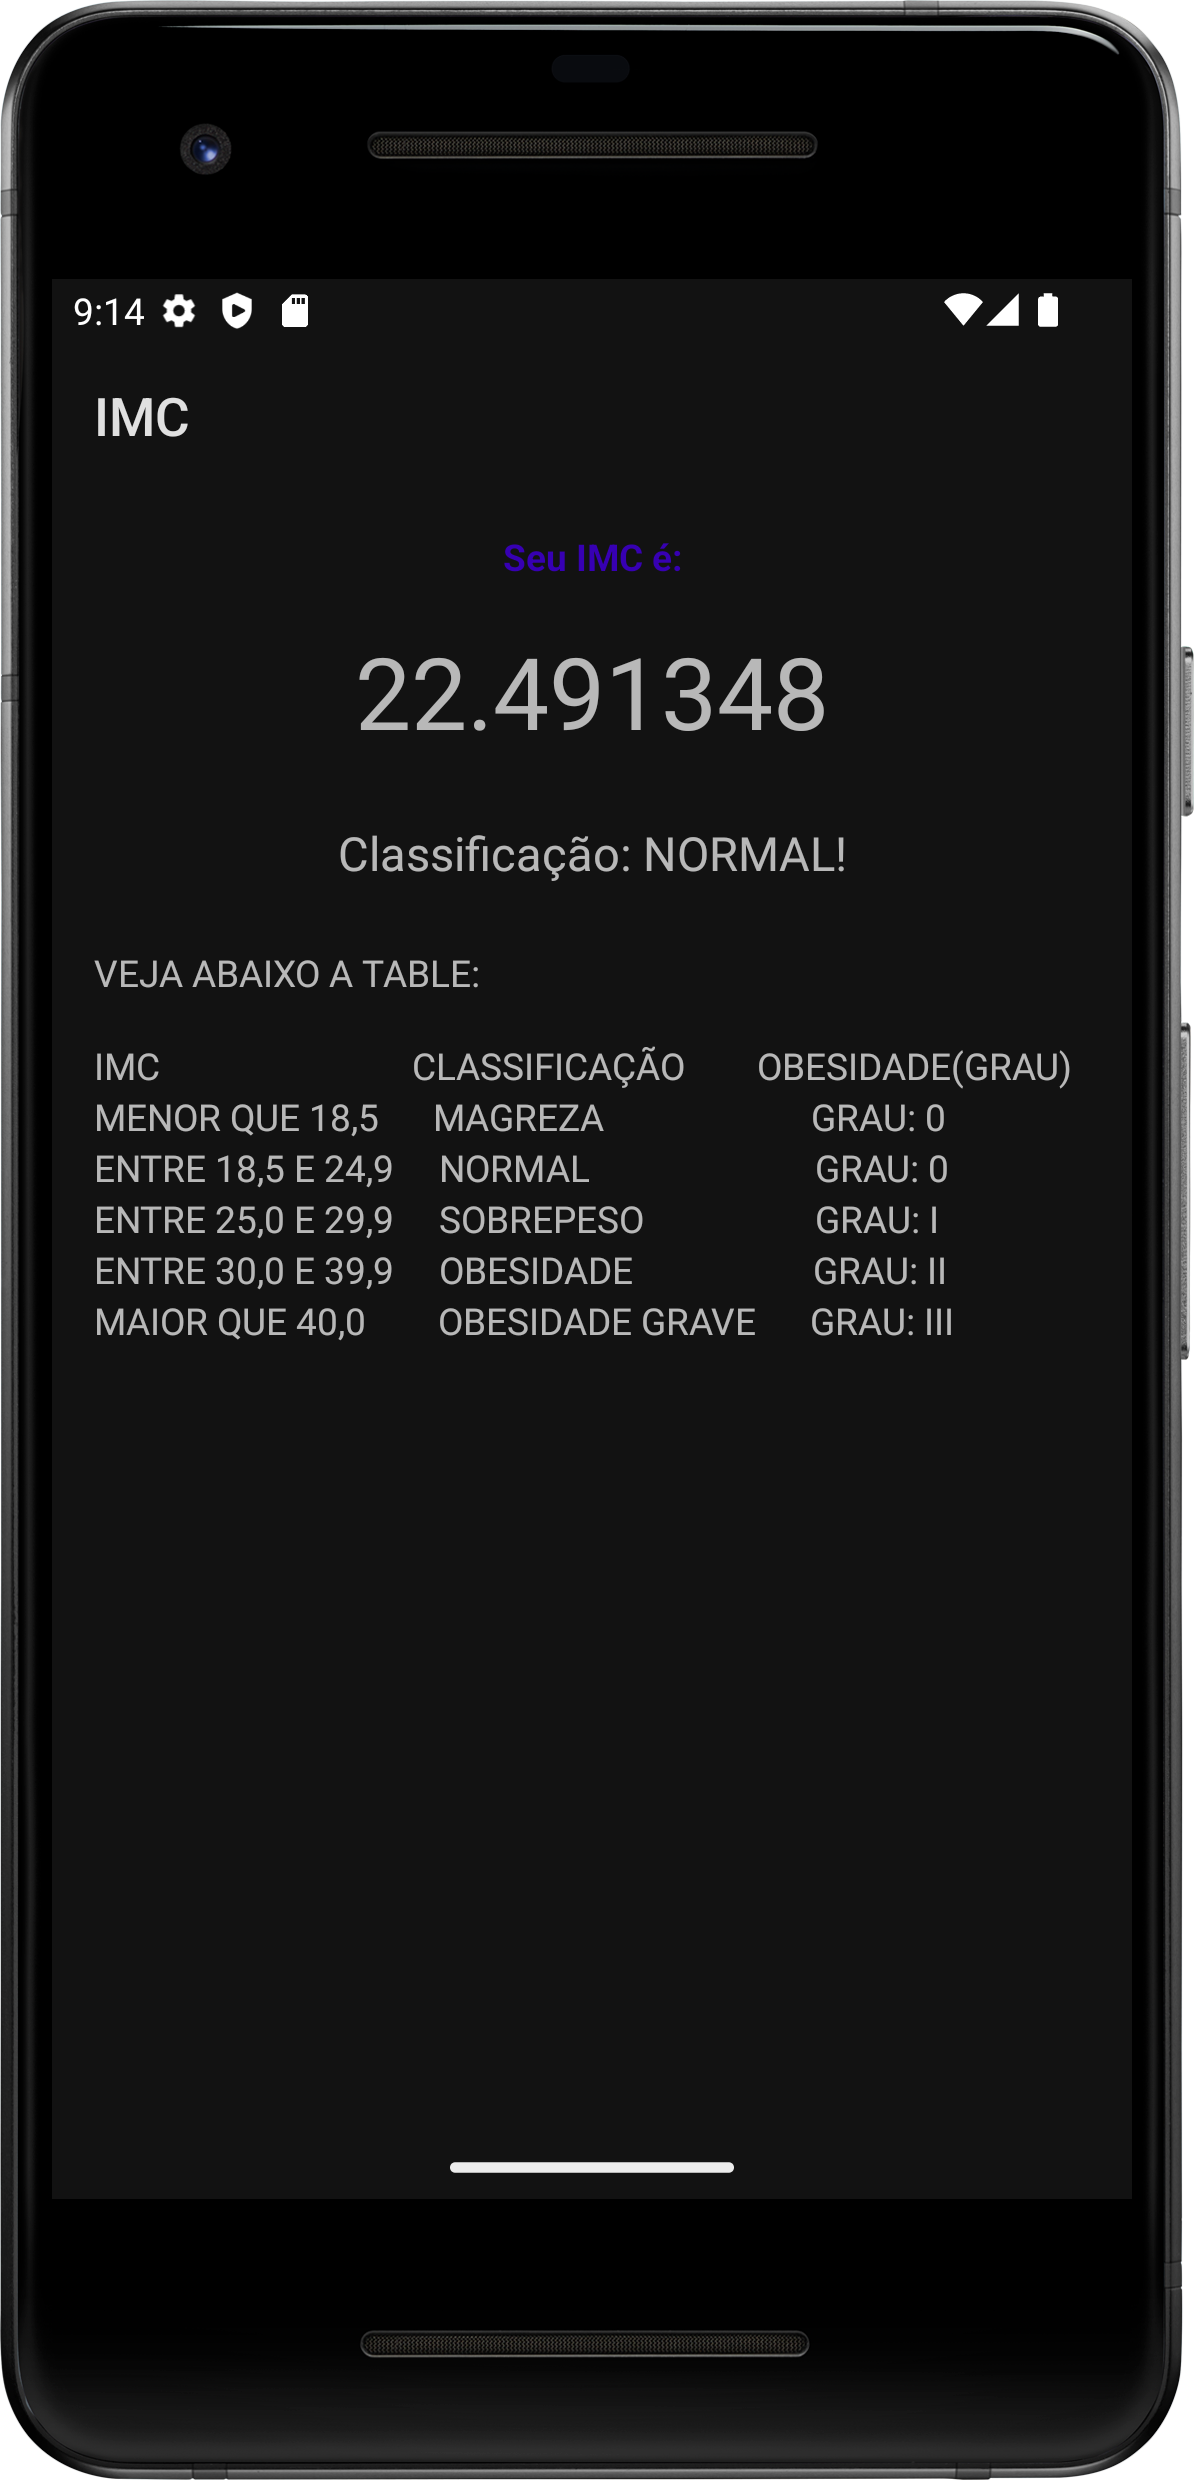 9:14
IMC
Seu IMC é:
22.491348
Classificação: NORMAL!
VEJA ABAIXO A TABLE:
IMC CLASSIFICAÇÃO OBESIDADE(GRAU)
MENOR QUE 18,5 MAGREZA GRAU: 0
ENTRE 18,5 E 24,9 NORMAL GRAU: 0
ENTRE 25,0 E 29,9 SOBREPESO GRAU: I
ENTRE 30,0 E 39,9 OBESIDADE GRAU: II
MAIOR QUE 40,0 OBESIDADE GRAVE GRAU: III